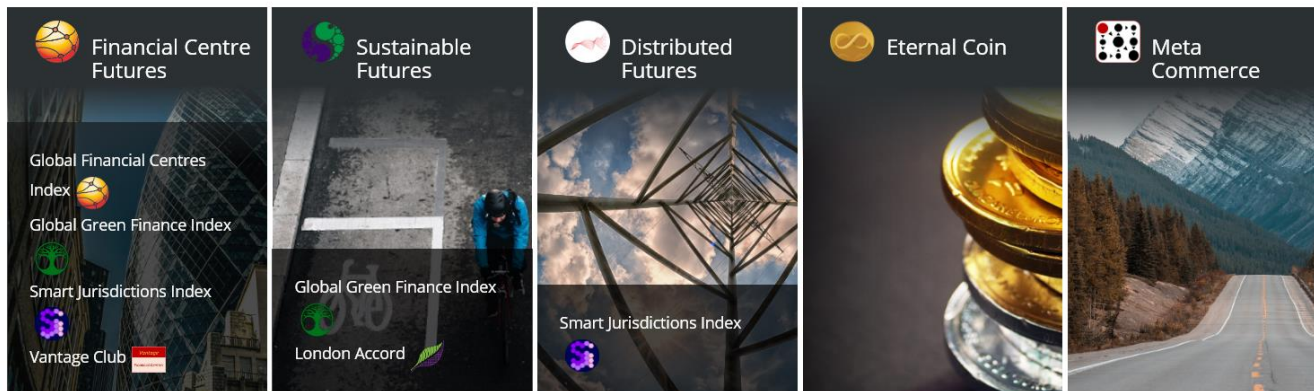 Financial Centre
Futures
Global Financial Centres
Index
Global Green Finance Index
Smart Jurisdictions Index
Vantage Club
Sustainable
Futures
Global Green Finance Index
London Accord
Distributed
Futures
Smart Jurisdictions Index
Eternal Coin
Meta
Commerce